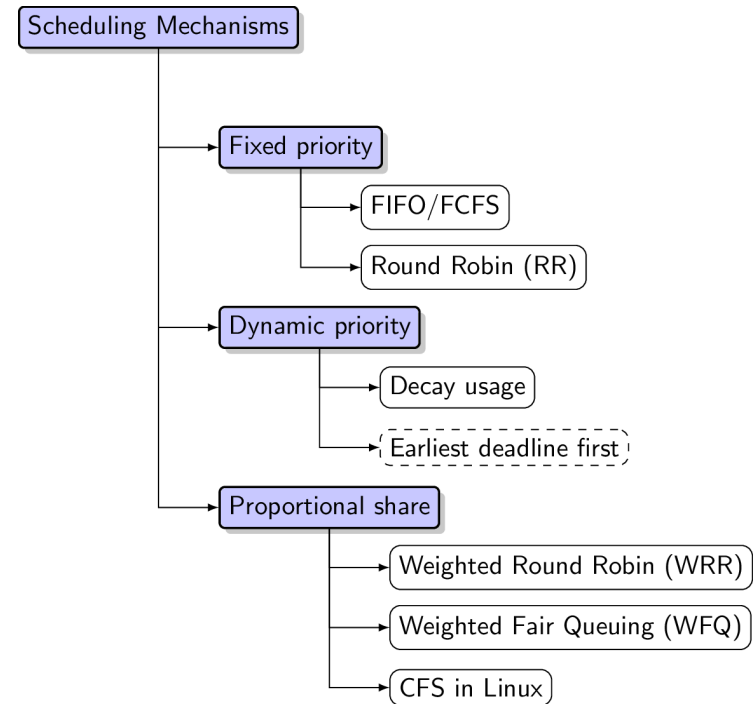 Scheduling Mechanisms
Fixed priority
FIFO/FCFS
Round Robin (RR)
Dynamic priority
Decay usage
Earliest deadline first
Proportional share
Weighted Round Robin (WRR)
Weighted Fair Queuing (WFQ)
CFS in Linux